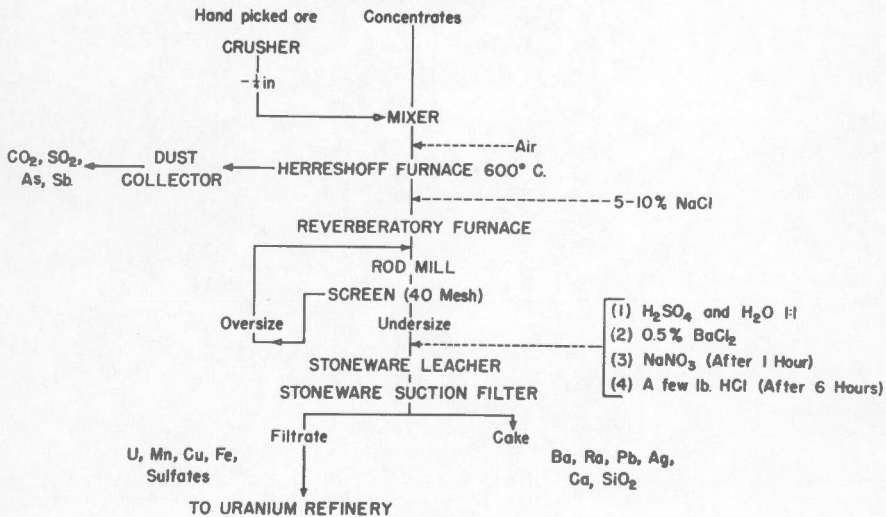 Hand picked ore
Concentrates
CRUSHER
-¼in
MIXER
Air
CO₂, SO₂,
As, Sb.
DUST
COLLECTOR
HERRESHOFF FURNACE 600° C.
5-10% NaCl
REVERBERATORY FURNACE
ROD MILL
SCREEN (40 Mesh)
Oversize
Undersize
(1) H₂SO₄ and H₂O 1:1
(2) 0.5% BaCl₂
(3) NaNO₃ (After 1 Hour)
(4) A few lb. HCl (After 6 Hours)
STONEWARE LEACHER
STONEWARE SUCTION FILTER
Filtrate
Cake
U, Mn, Cu, Fe,
Sulfates
Ba, Ra, Pb, Ag,
Ca, SiO₂
TO URANIUM REFINERY